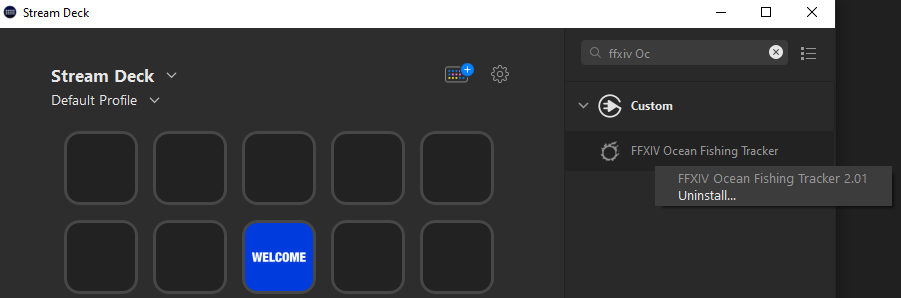 Stream Deck
Stream Deck
Default Profile
ffxiv Oc
Custom
FFXIV Ocean Fishing Tracker
FFXIV Ocean Fishing Tracker 2.01
Uninstall...
WELCOME